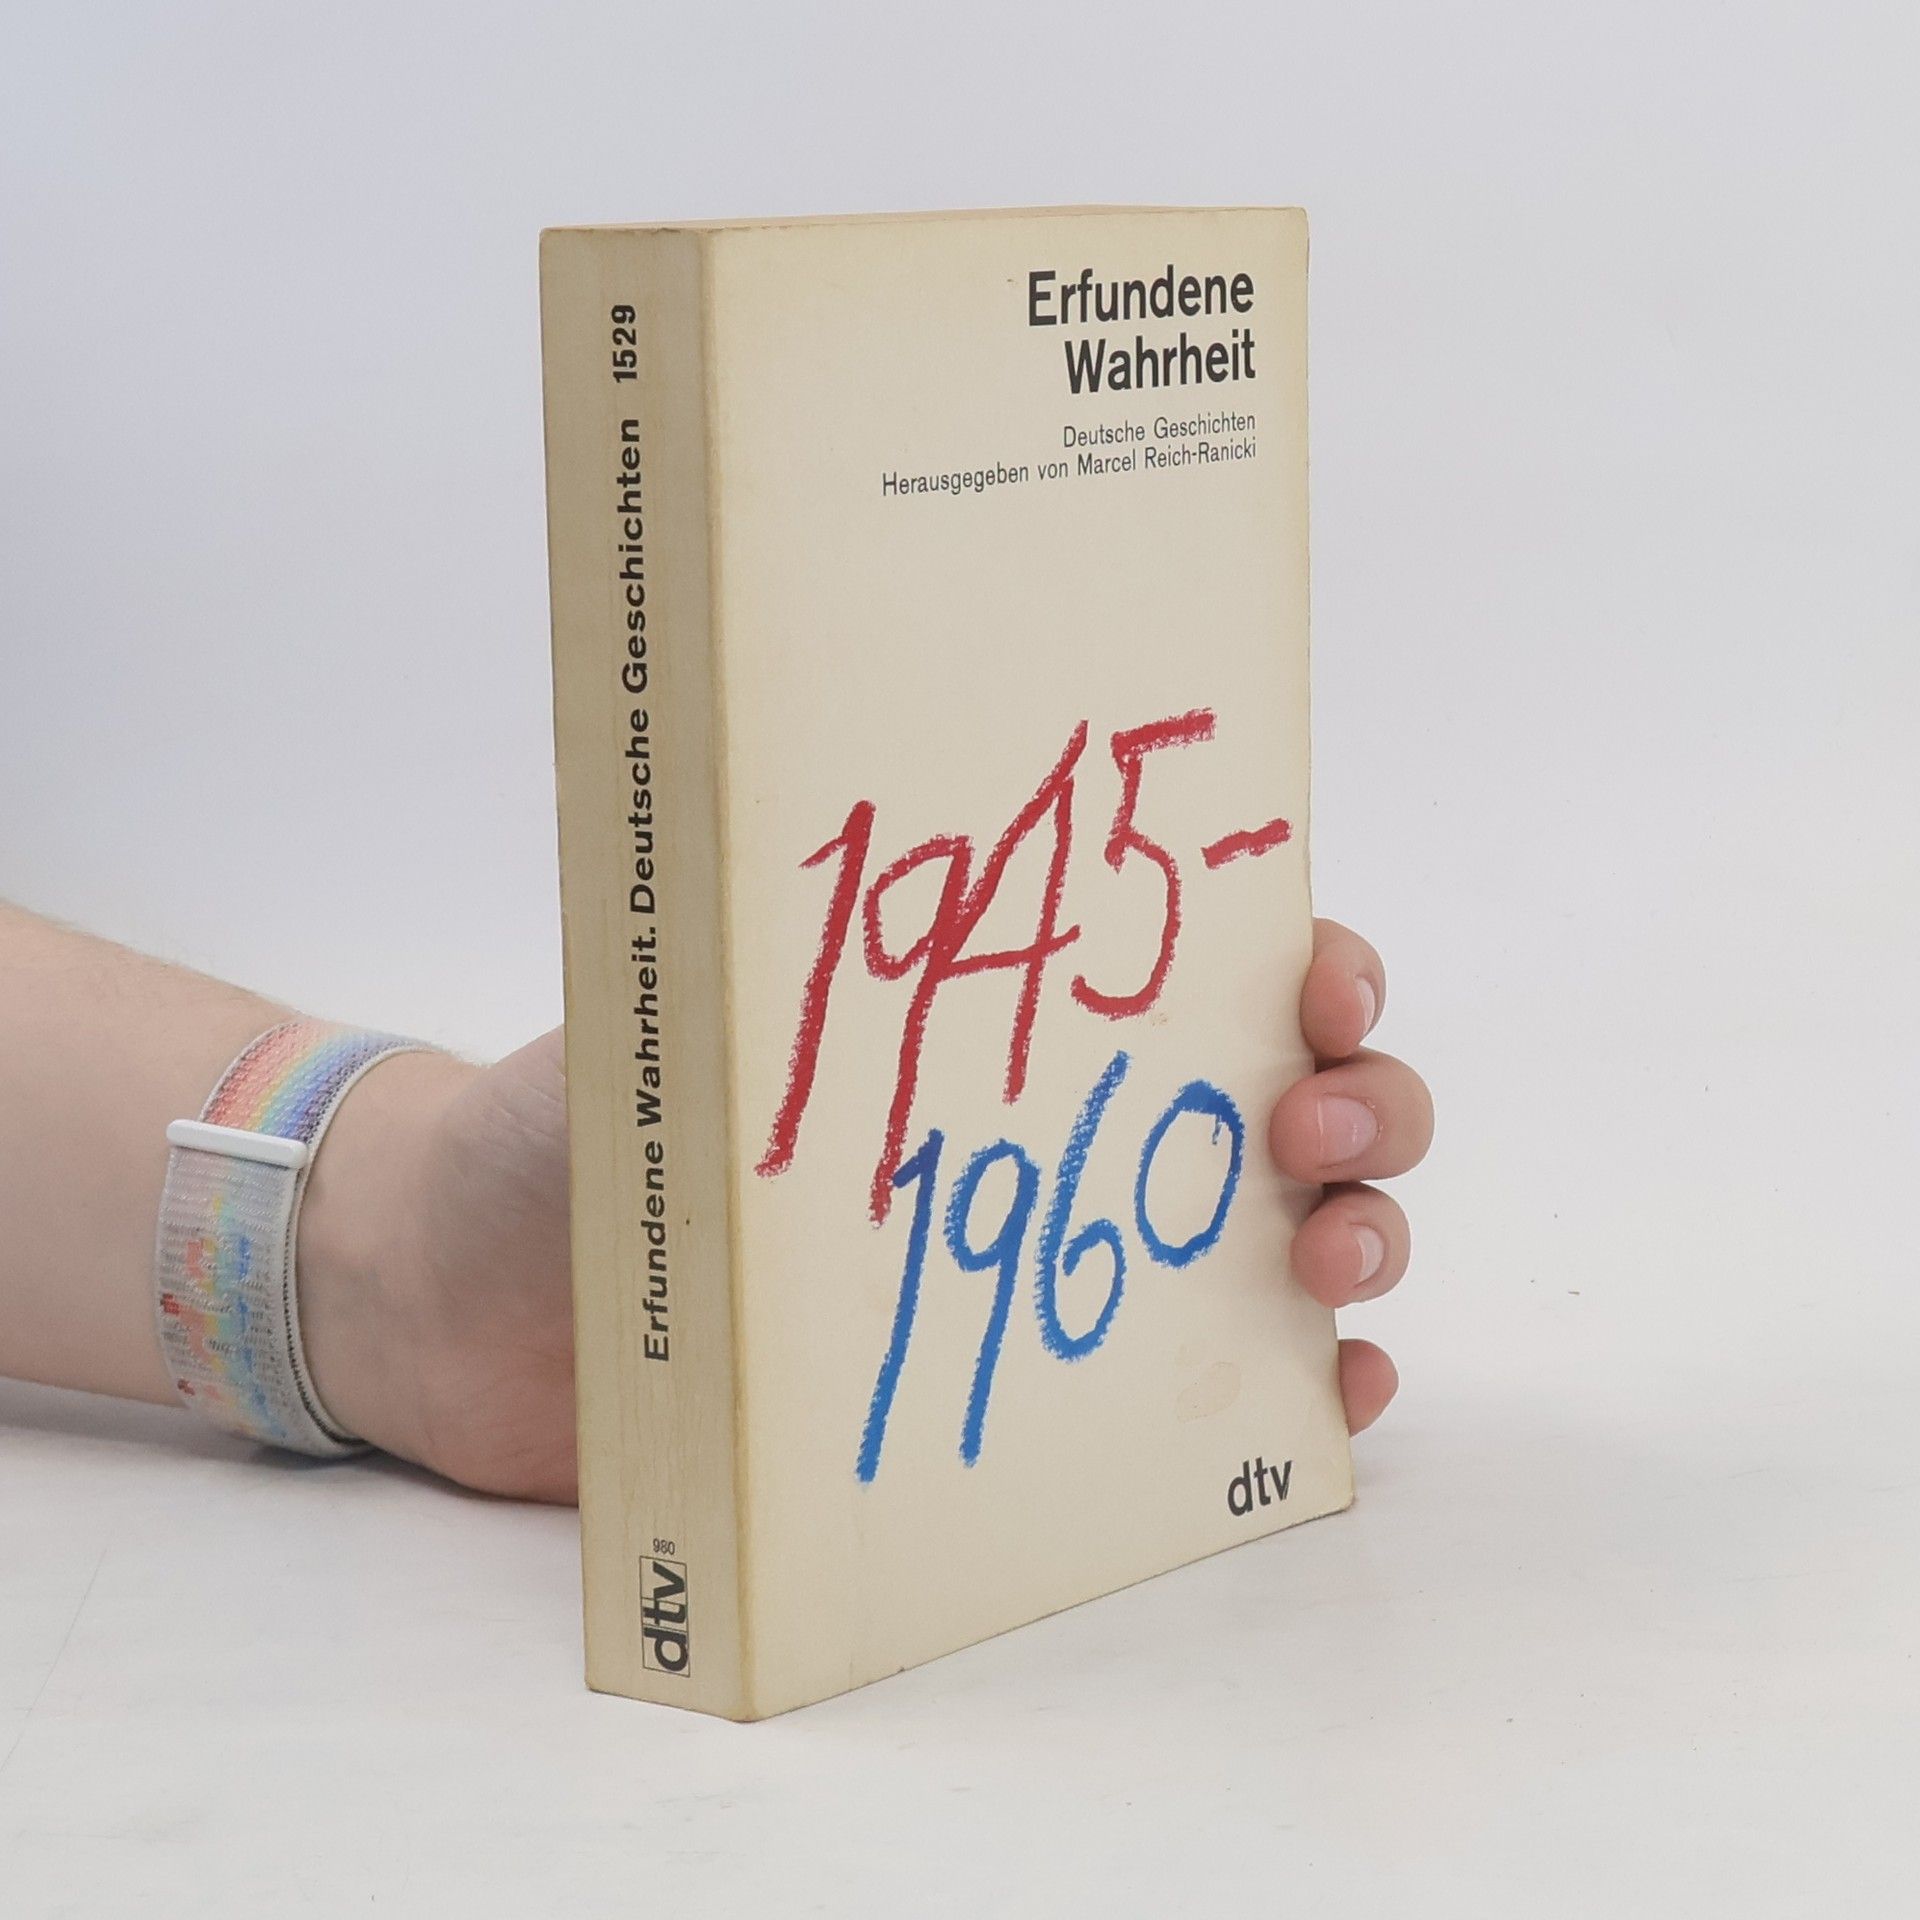 Erfundene
Wahrheit
Deutsche Geschichten
Herausgegeben von Marcel Reich-Ranicki
1945-
1960
dtv
Erfundene Wahrheit. Deutsche Geschichten 1529
980
dtv